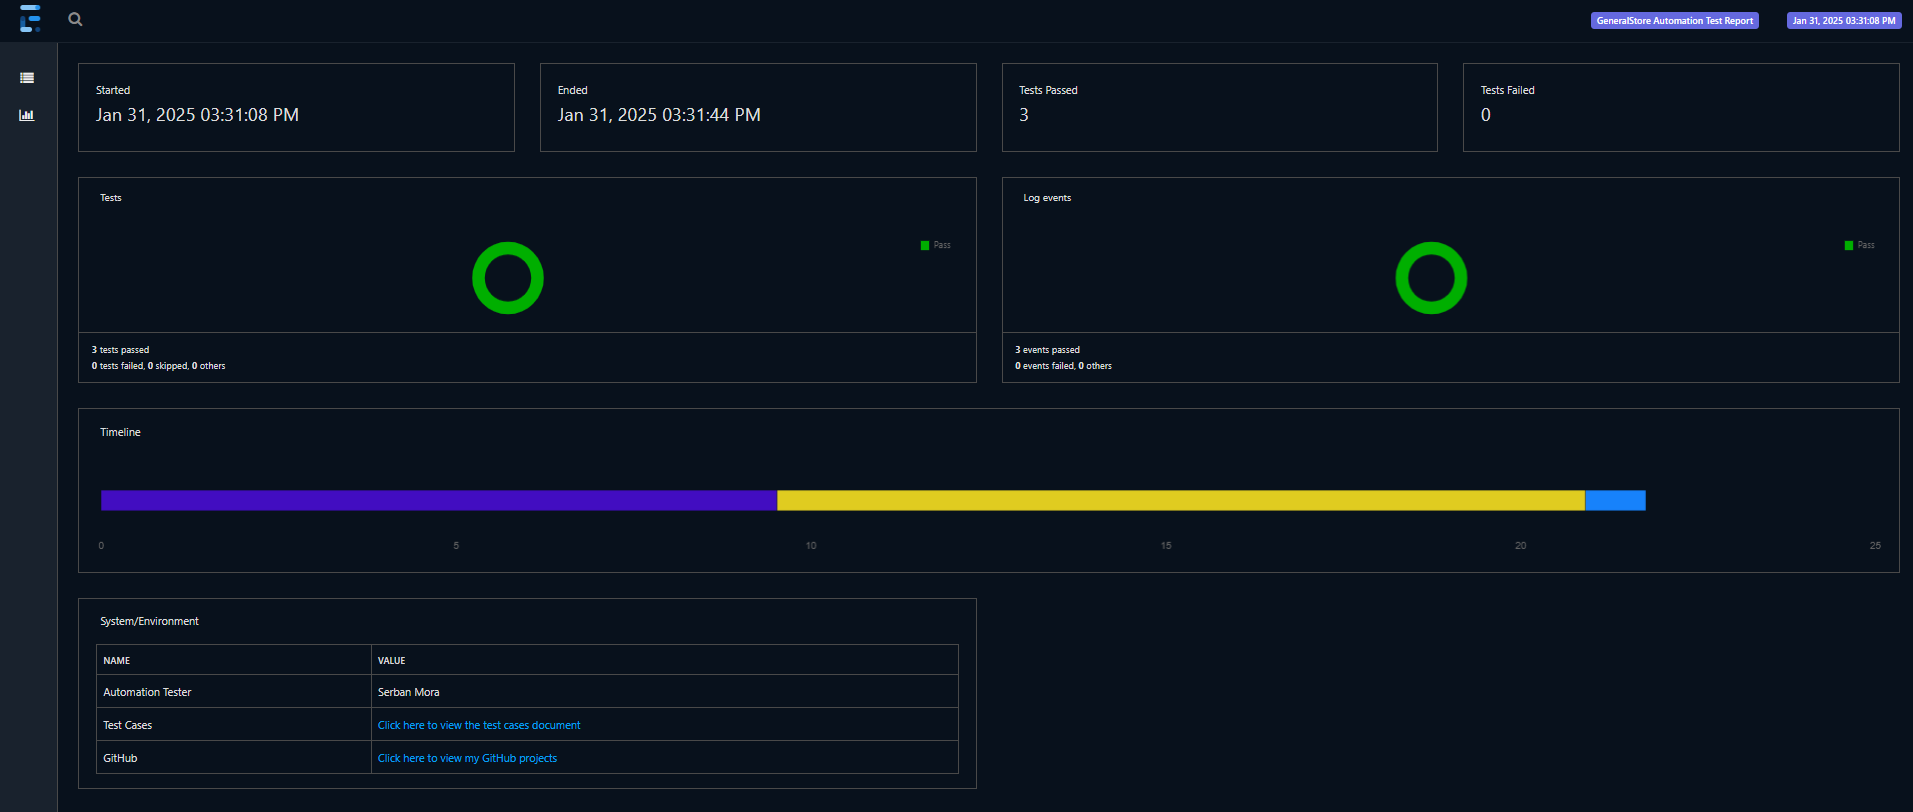 GeneralStore Automation Test Report
Jan 31, 2025 03:31:08 PM
Started
Jan 31, 2025 03:31:08 PM
Ended
Jan 31, 2025 03:31:44 PM
Tests Passed
3
Tests Failed
0
Tests
Pass
3 tests passed
0 tests failed, 0 skipped, 0 others
Log events
Pass
3 events passed
0 events failed, 0 others
Timeline
0 5 10 15 20 25
System/Environment
NAME VALUE
Automation Tester Serban Mora
Test Cases Click here to view the test cases document
GitHub Click here to view my GitHub projects